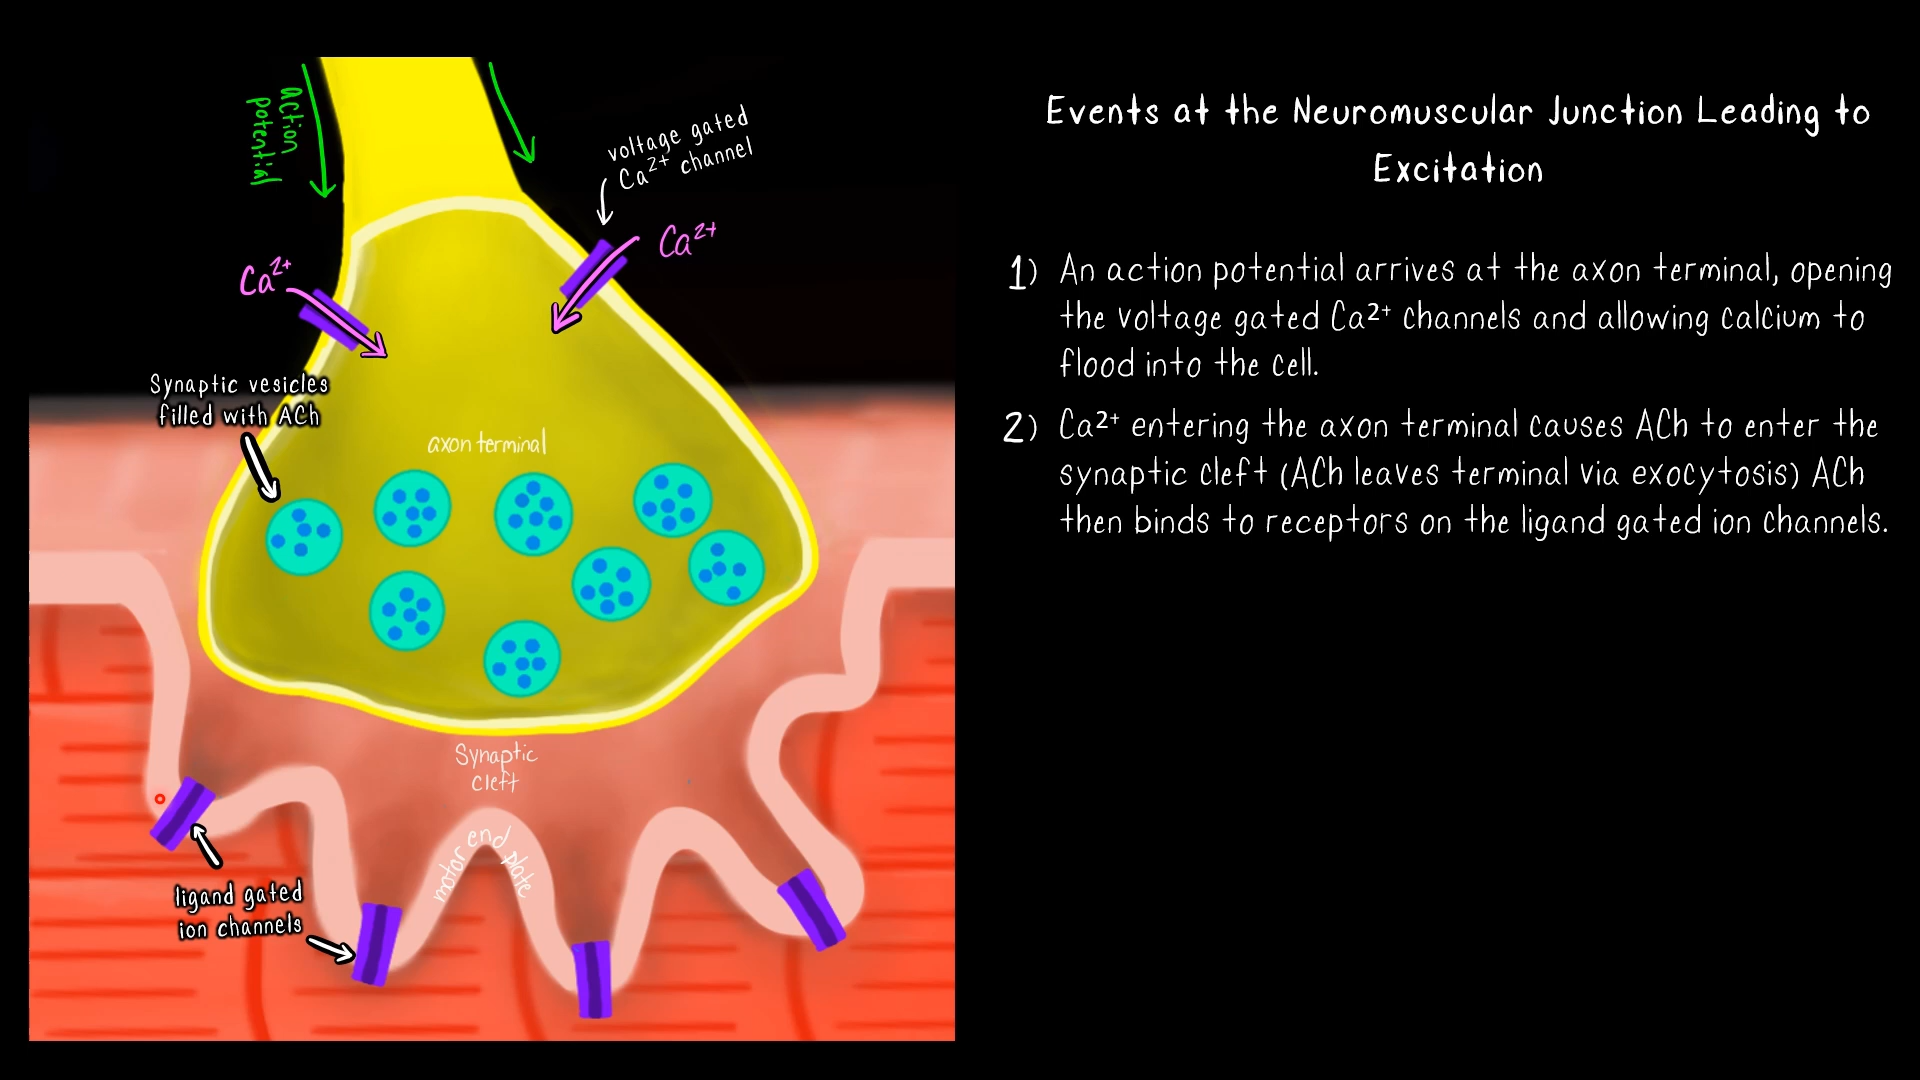 Events at the Neuromuscular Junction Leading to
Excitation
1) An action potential arrives at the axon terminal, opening
the voltage gated Ca²⁺ channels and allowing calcium to
flood into the cell.
2) Ca²⁺ entering the axon terminal causes ACh to enter the
synaptic cleft (ACh leaves terminal via exocytosis) ACh
then binds to receptors on the ligand gated ion channels.
action
potential
voltage gated
Ca²⁺ channel
Ca²⁺
Ca²⁺
Synaptic vesicles
filled with ACh
axon terminal
Synaptic
cleft
motor end plate
ligand gated
ion channels